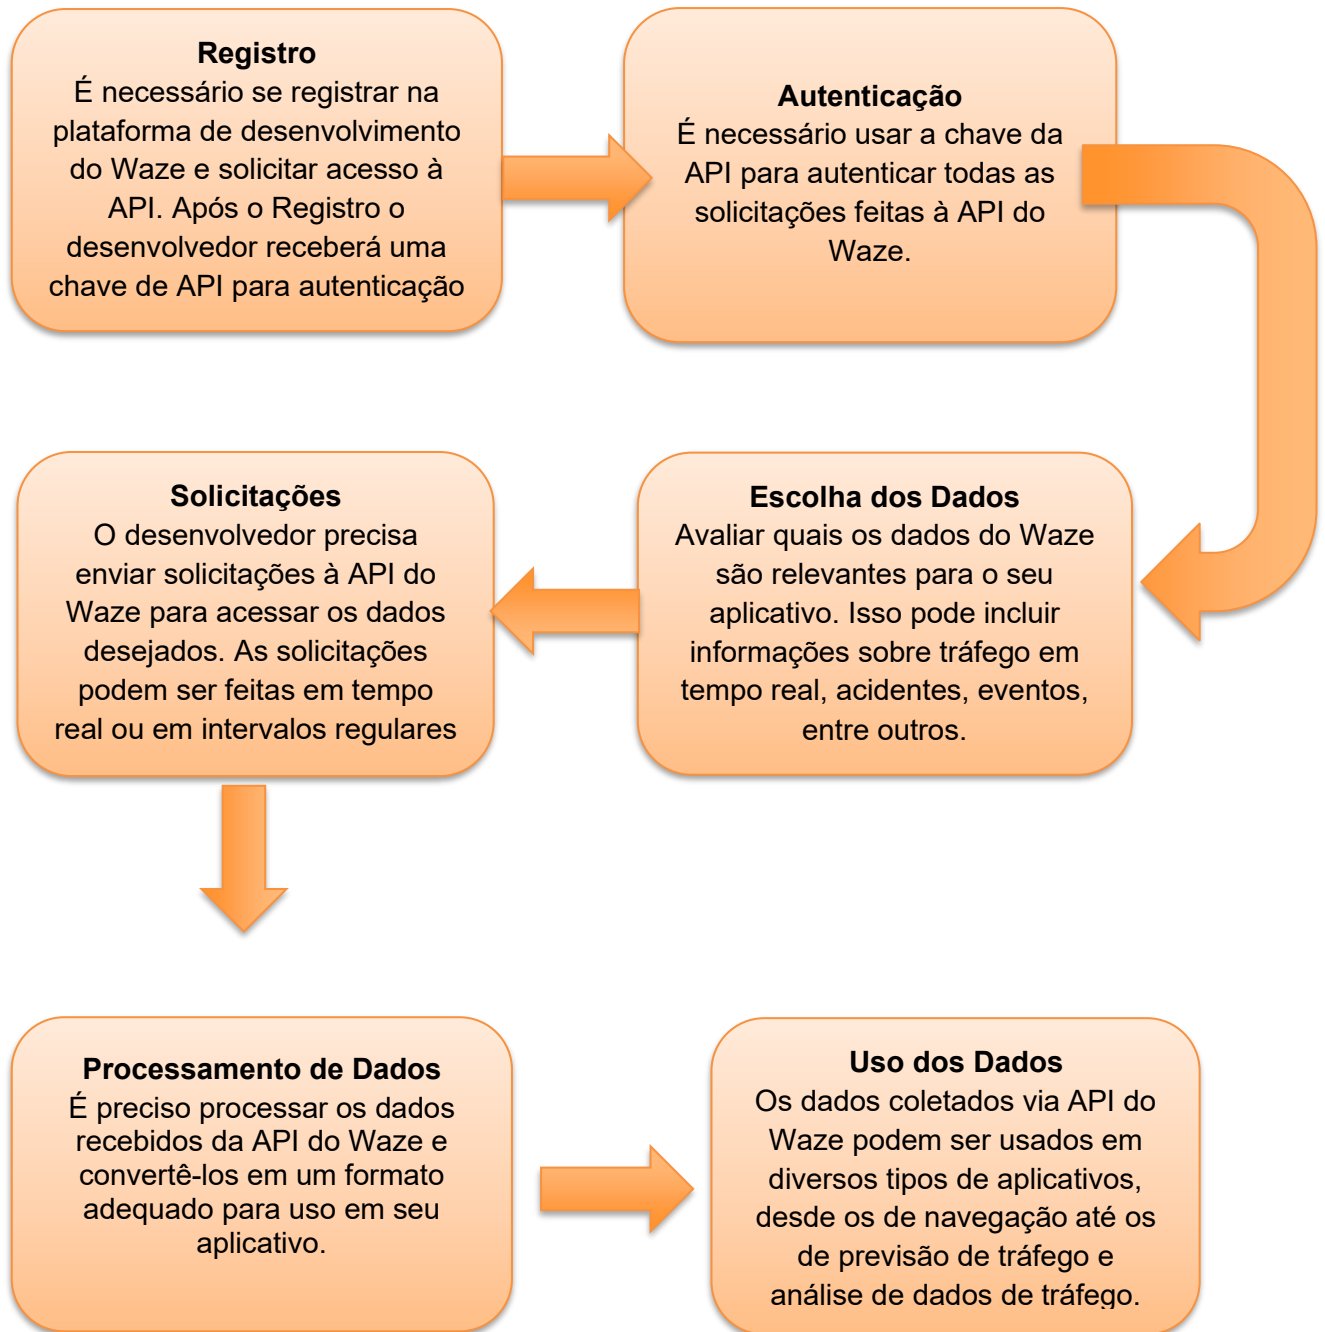 Registro
É necessário se registrar na
plataforma de desenvolvimento
do Waze e solicitar acesso à
API. Após o Registro o
desenvolvedor receberá uma
chave de API para autenticação
Autenticação
É necessário usar a chave da
API para autenticar todas as
solicitações feitas à API do
Waze.
Escolha dos Dados
Avaliar quais os dados do Waze
são relevantes para o seu
aplicativo. Isso pode incluir
informações sobre tráfego em
tempo real, acidentes, eventos,
entre outros.
Solicitações
O desenvolvedor precisa
enviar solicitações à API do
Waze para acessar os dados
desejados. As solicitações
podem ser feitas em tempo
real ou em intervalos regulares
Processamento de Dados
É preciso processar os dados
recebidos da API do Waze e
convertê-los em um formato
adequado para uso em seu
aplicativo.
Uso dos Dados
Os dados coletados via API do
Waze podem ser usados em
diversos tipos de aplicativos,
desde os de navegação até os
de previsão de tráfego e
análise de dados de tráfego.